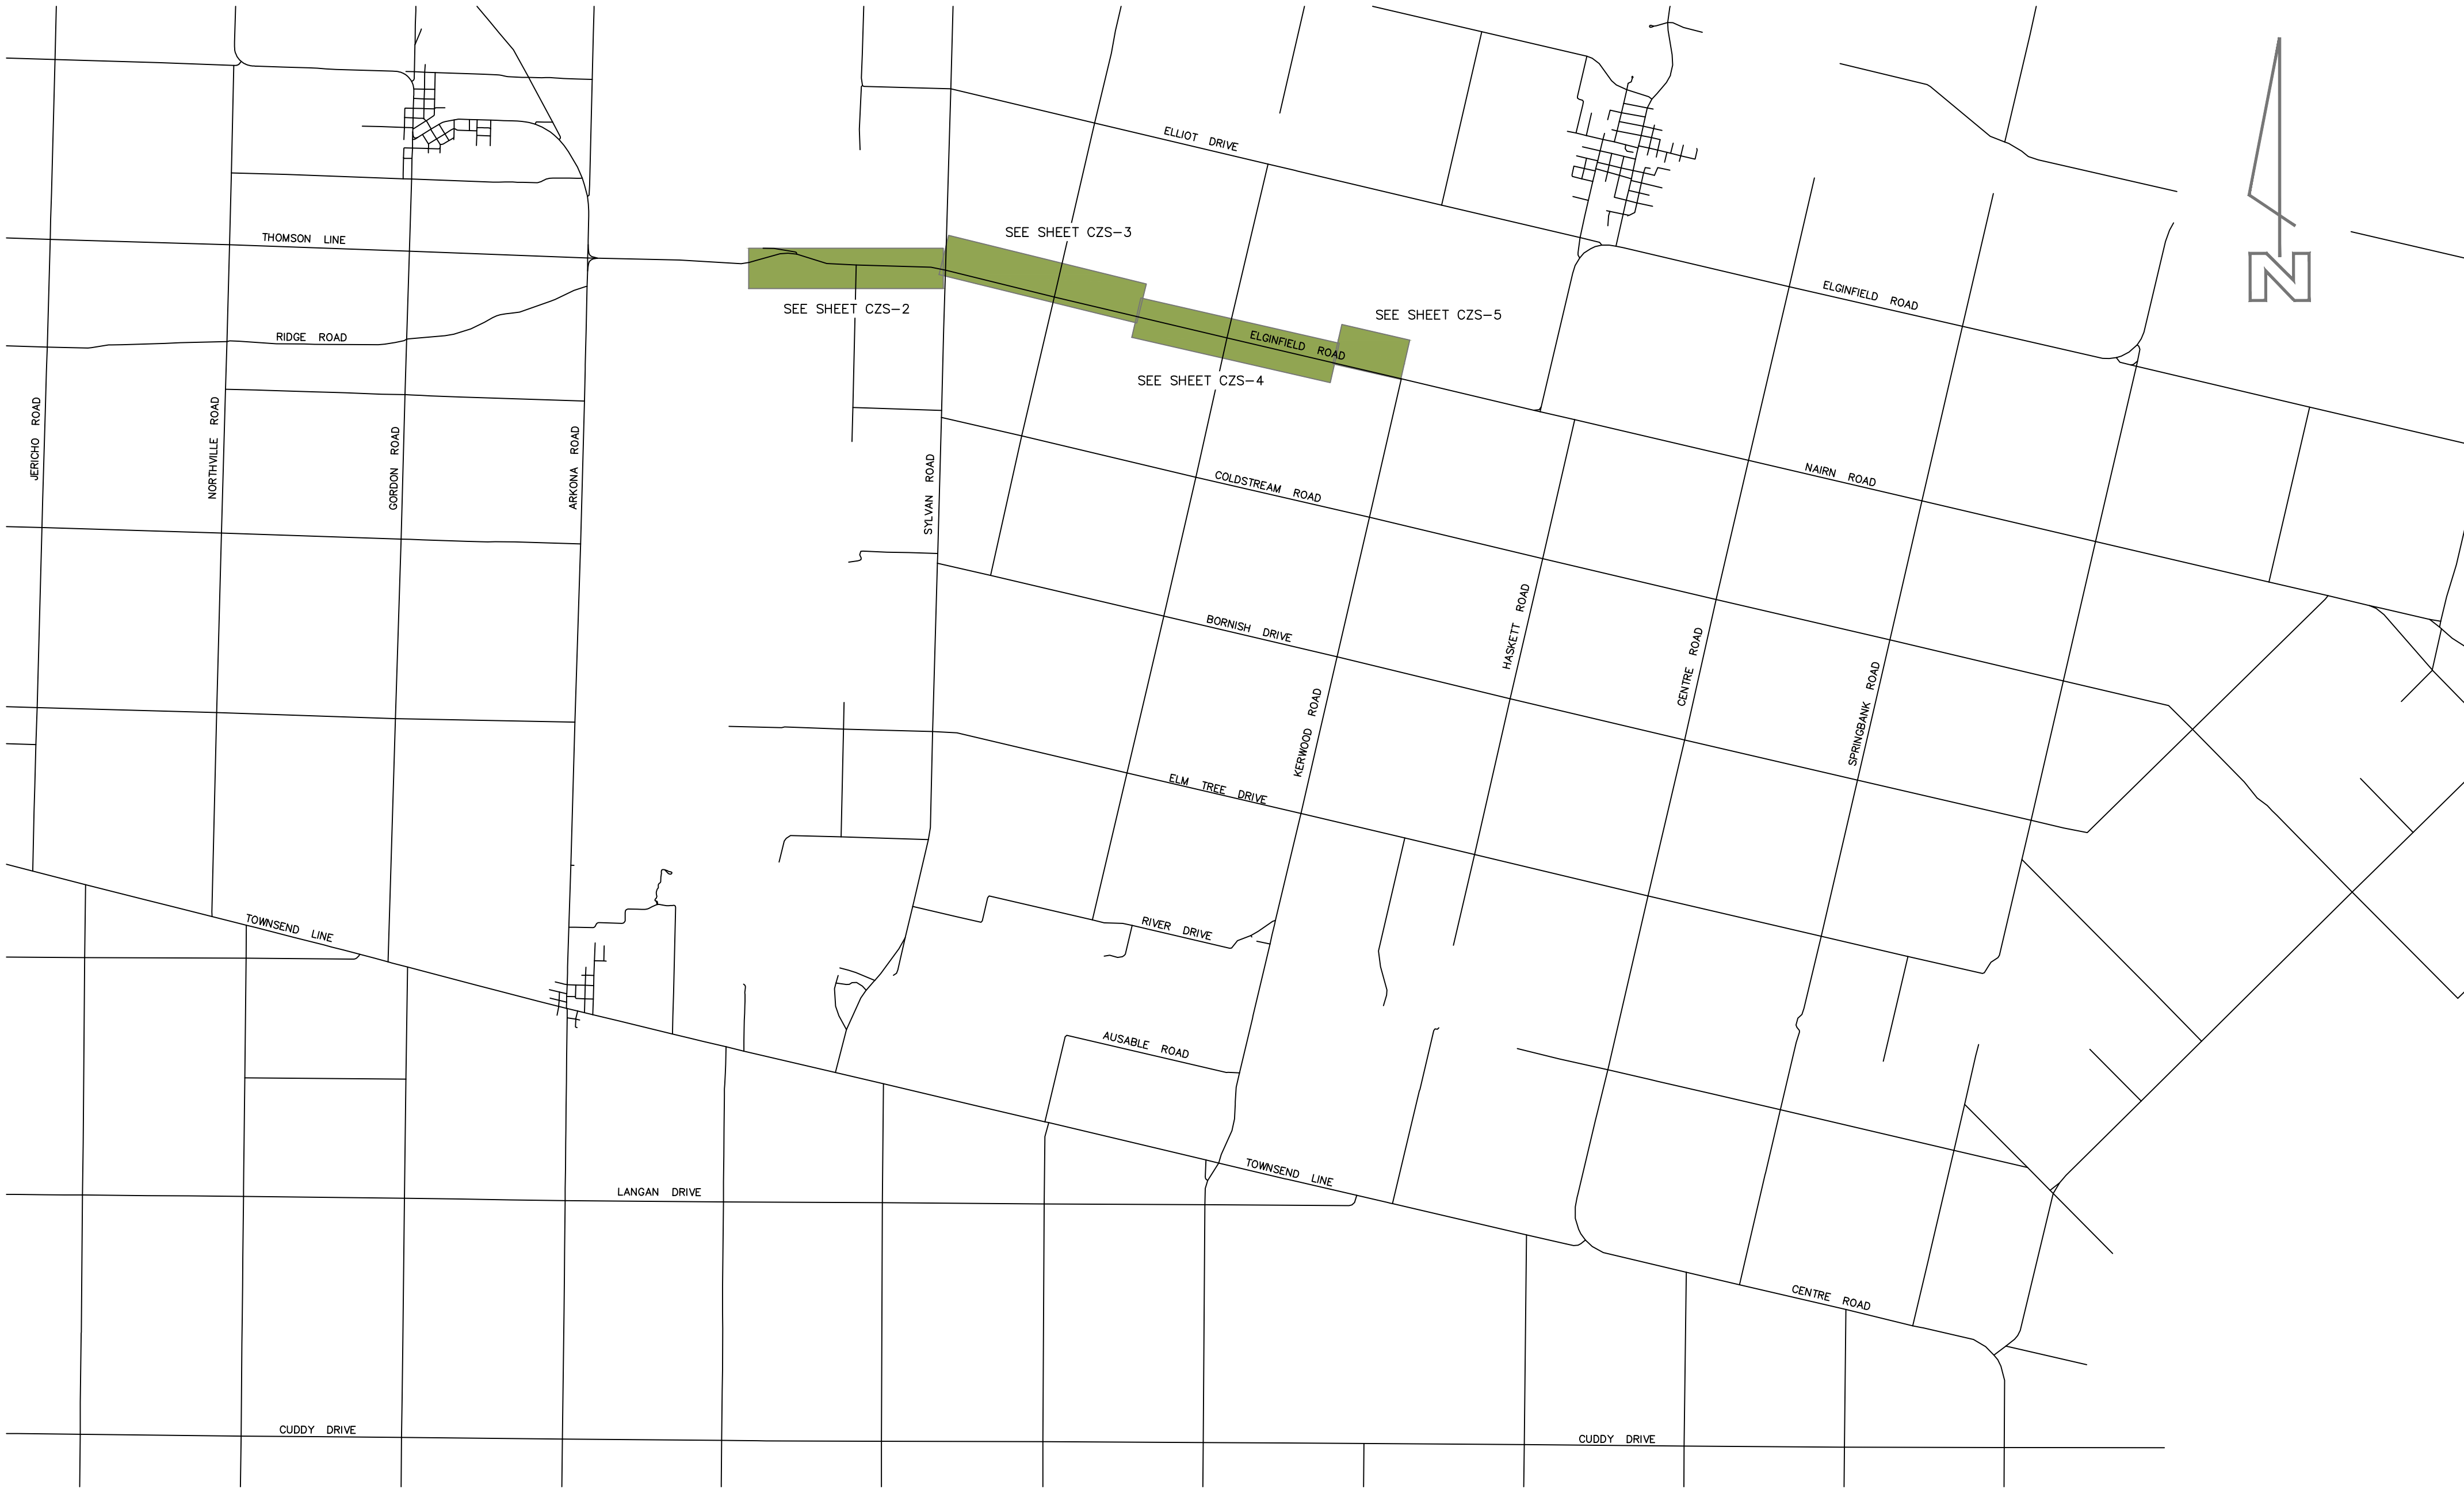 ELLIOT DRIVE
SEE SHEET CZS-3
THOMSON LINE
N
ELGINFIELD ROAD
SEE SHEET CZS-2
SEE SHEET CZS-5
RIDGE ROAD
ELGINFIELD ROAD
SEE SHEET CZS-4
JERICHO ROAD
NORTHVILLE ROAD
GORDON ROAD
ARKONA ROAD
SYLVAN ROAD
COLDSTREAM ROAD
NAIRN ROAD
BORNISH DRIVE
HASKETT ROAD
CENTRE ROAD
SPRINGBANK ROAD
KERWOOD ROAD
ELM TREE DRIVE
TOWNSEND LINE
RIVER DRIVE
AUSABLE ROAD
TOWNSEND LINE
LANGAN DRIVE
CENTRE ROAD
CUDDY DRIVE
CUDDY DRIVE